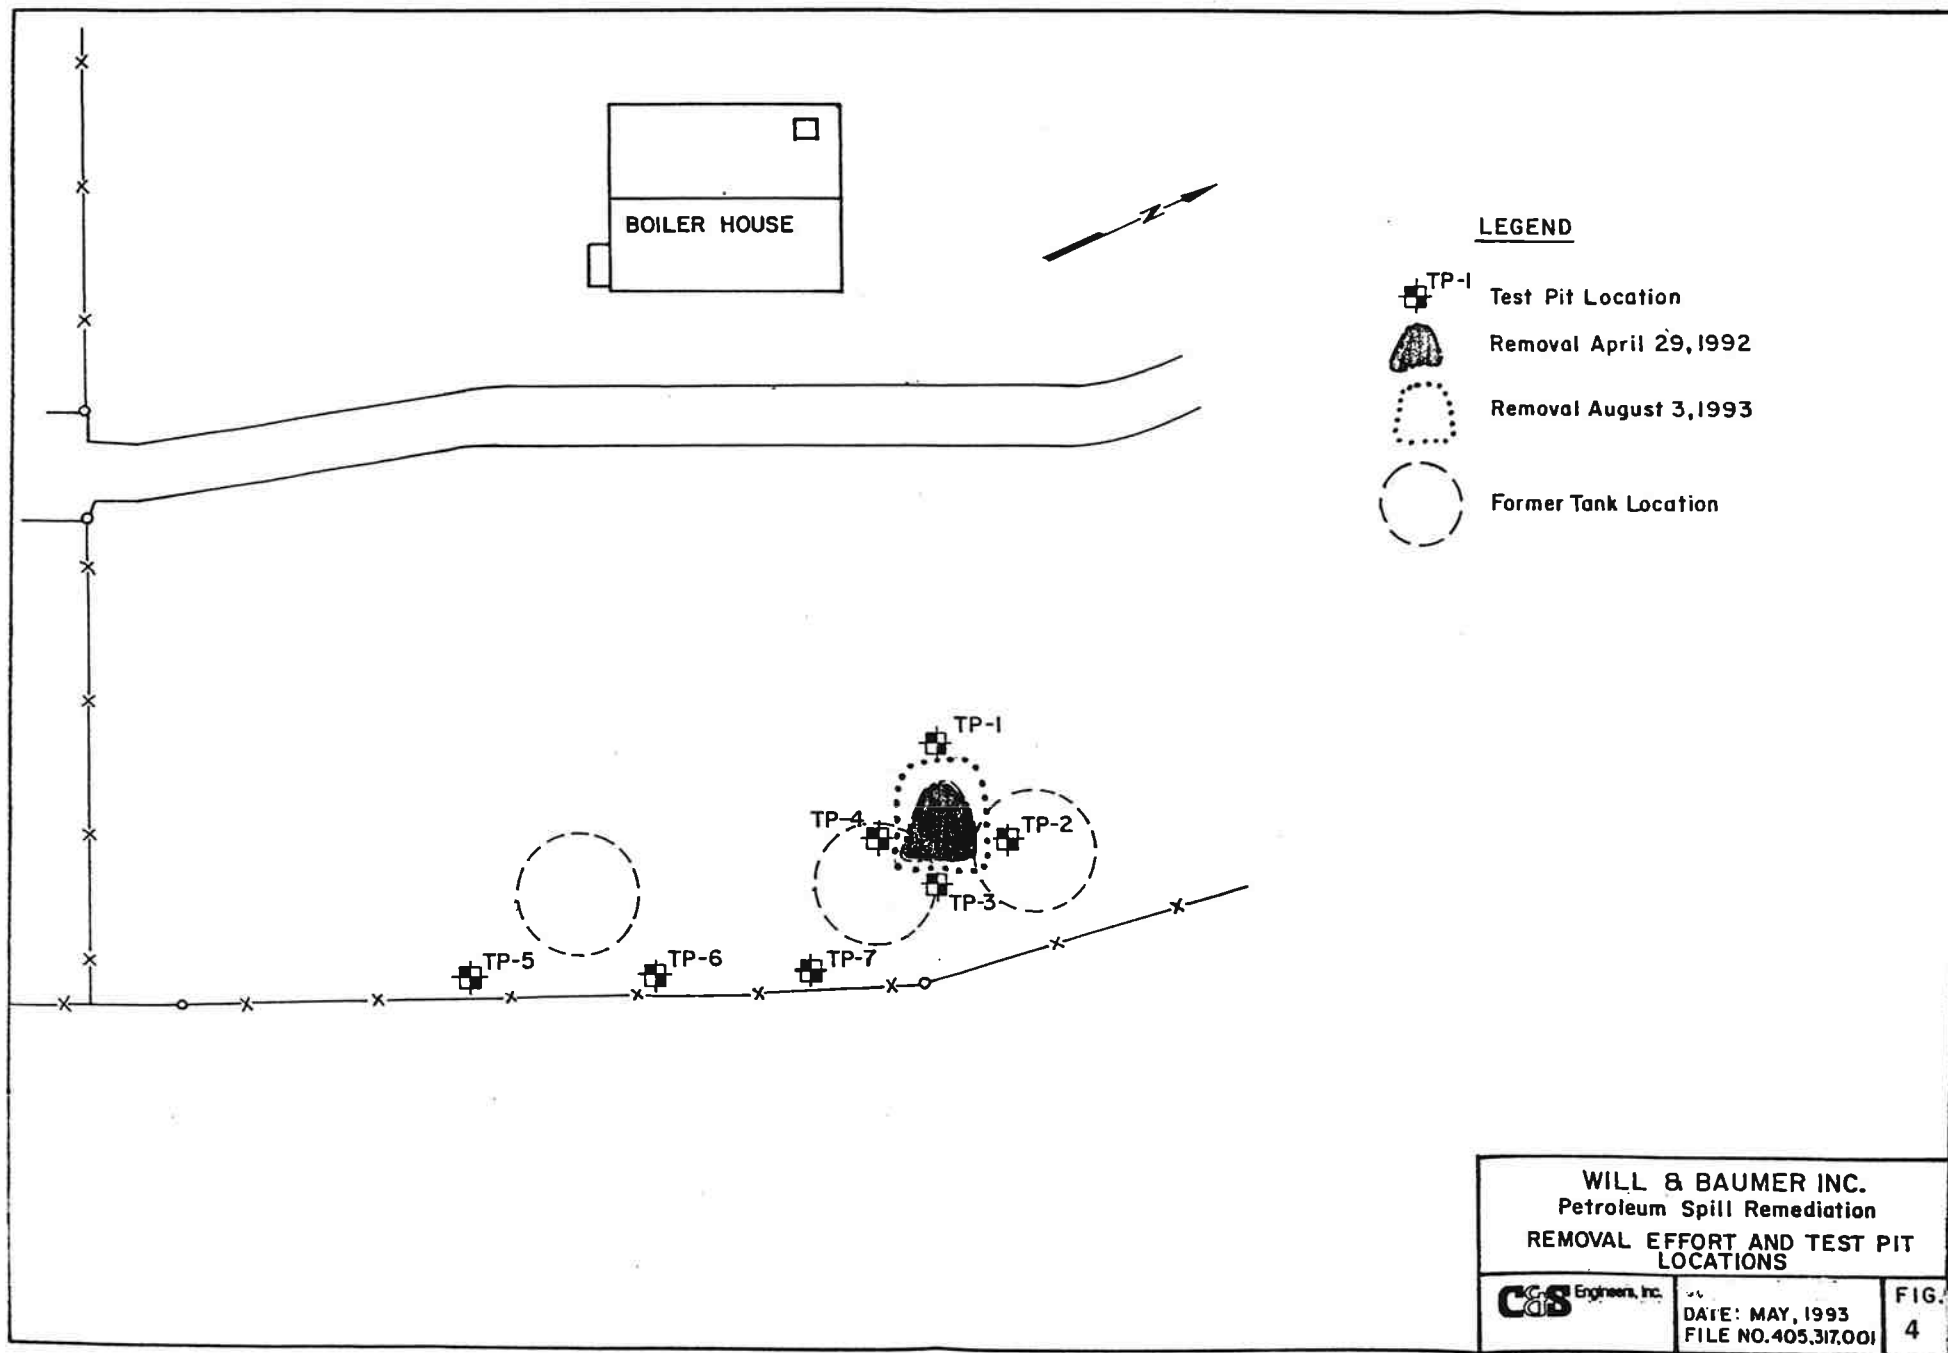 BOILER HOUSE
N
LEGEND
TP-1
Test Pit Location
Removal April 29,1992
Removal August 3,1993
Former Tank Location
TP-1
TP-4
TP-2
TP-3
TP-5
TP-6
TP-7
WILL & BAUMER INC.
Petroleum Spill Remediation
REMOVAL EFFORT AND TEST PIT
LOCATIONS
C&S Engineers, Inc.
DATE: MAY, 1993
FILE NO.405.317.001
FIG.
4